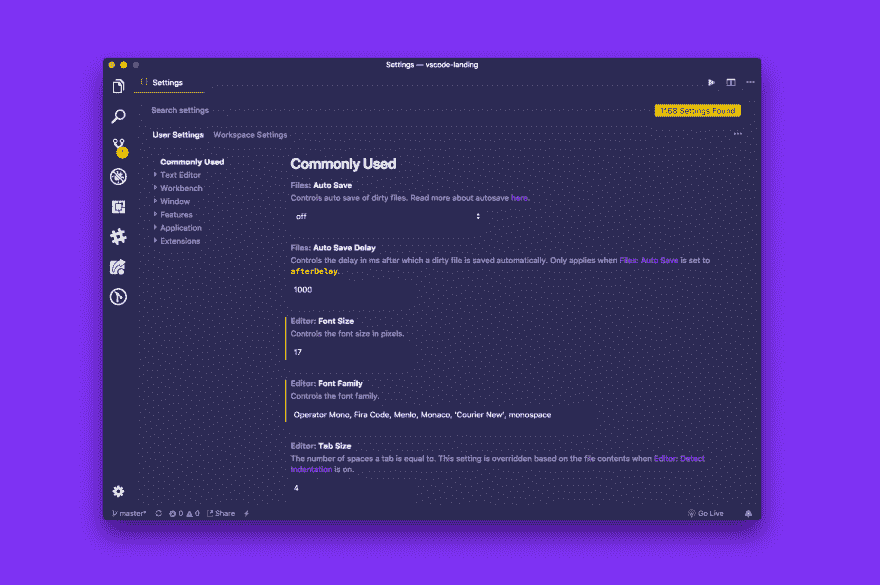 Settings — vscode-landing
Settings
Search settings
1168 Settings Found
User Settings Workspace Settings
Commonly Used
Text Editor
Workbench
Window
Features
Application
Extensions
Commonly Used
Files: Auto Save
Controls auto save of dirty files. Read more about autosave here.
off
Files: Auto Save Delay
Controls the delay in ms after which a dirty file is saved automatically. Only applies when Files: Auto Save is set to
afterDelay.
1000
Editor: Font Size
Controls the font size in pixels.
17
Editor: Font Family
Controls the font family.
Operator Mono, Fira Code, Menlo, Monaco, 'Courier New', monospace
Editor: Tab Size
The number of spaces a tab is equal to. This setting is overridden based on the file contents when Editor: Detect
Indentation is on.
4
master* 0 0 Share Go Live